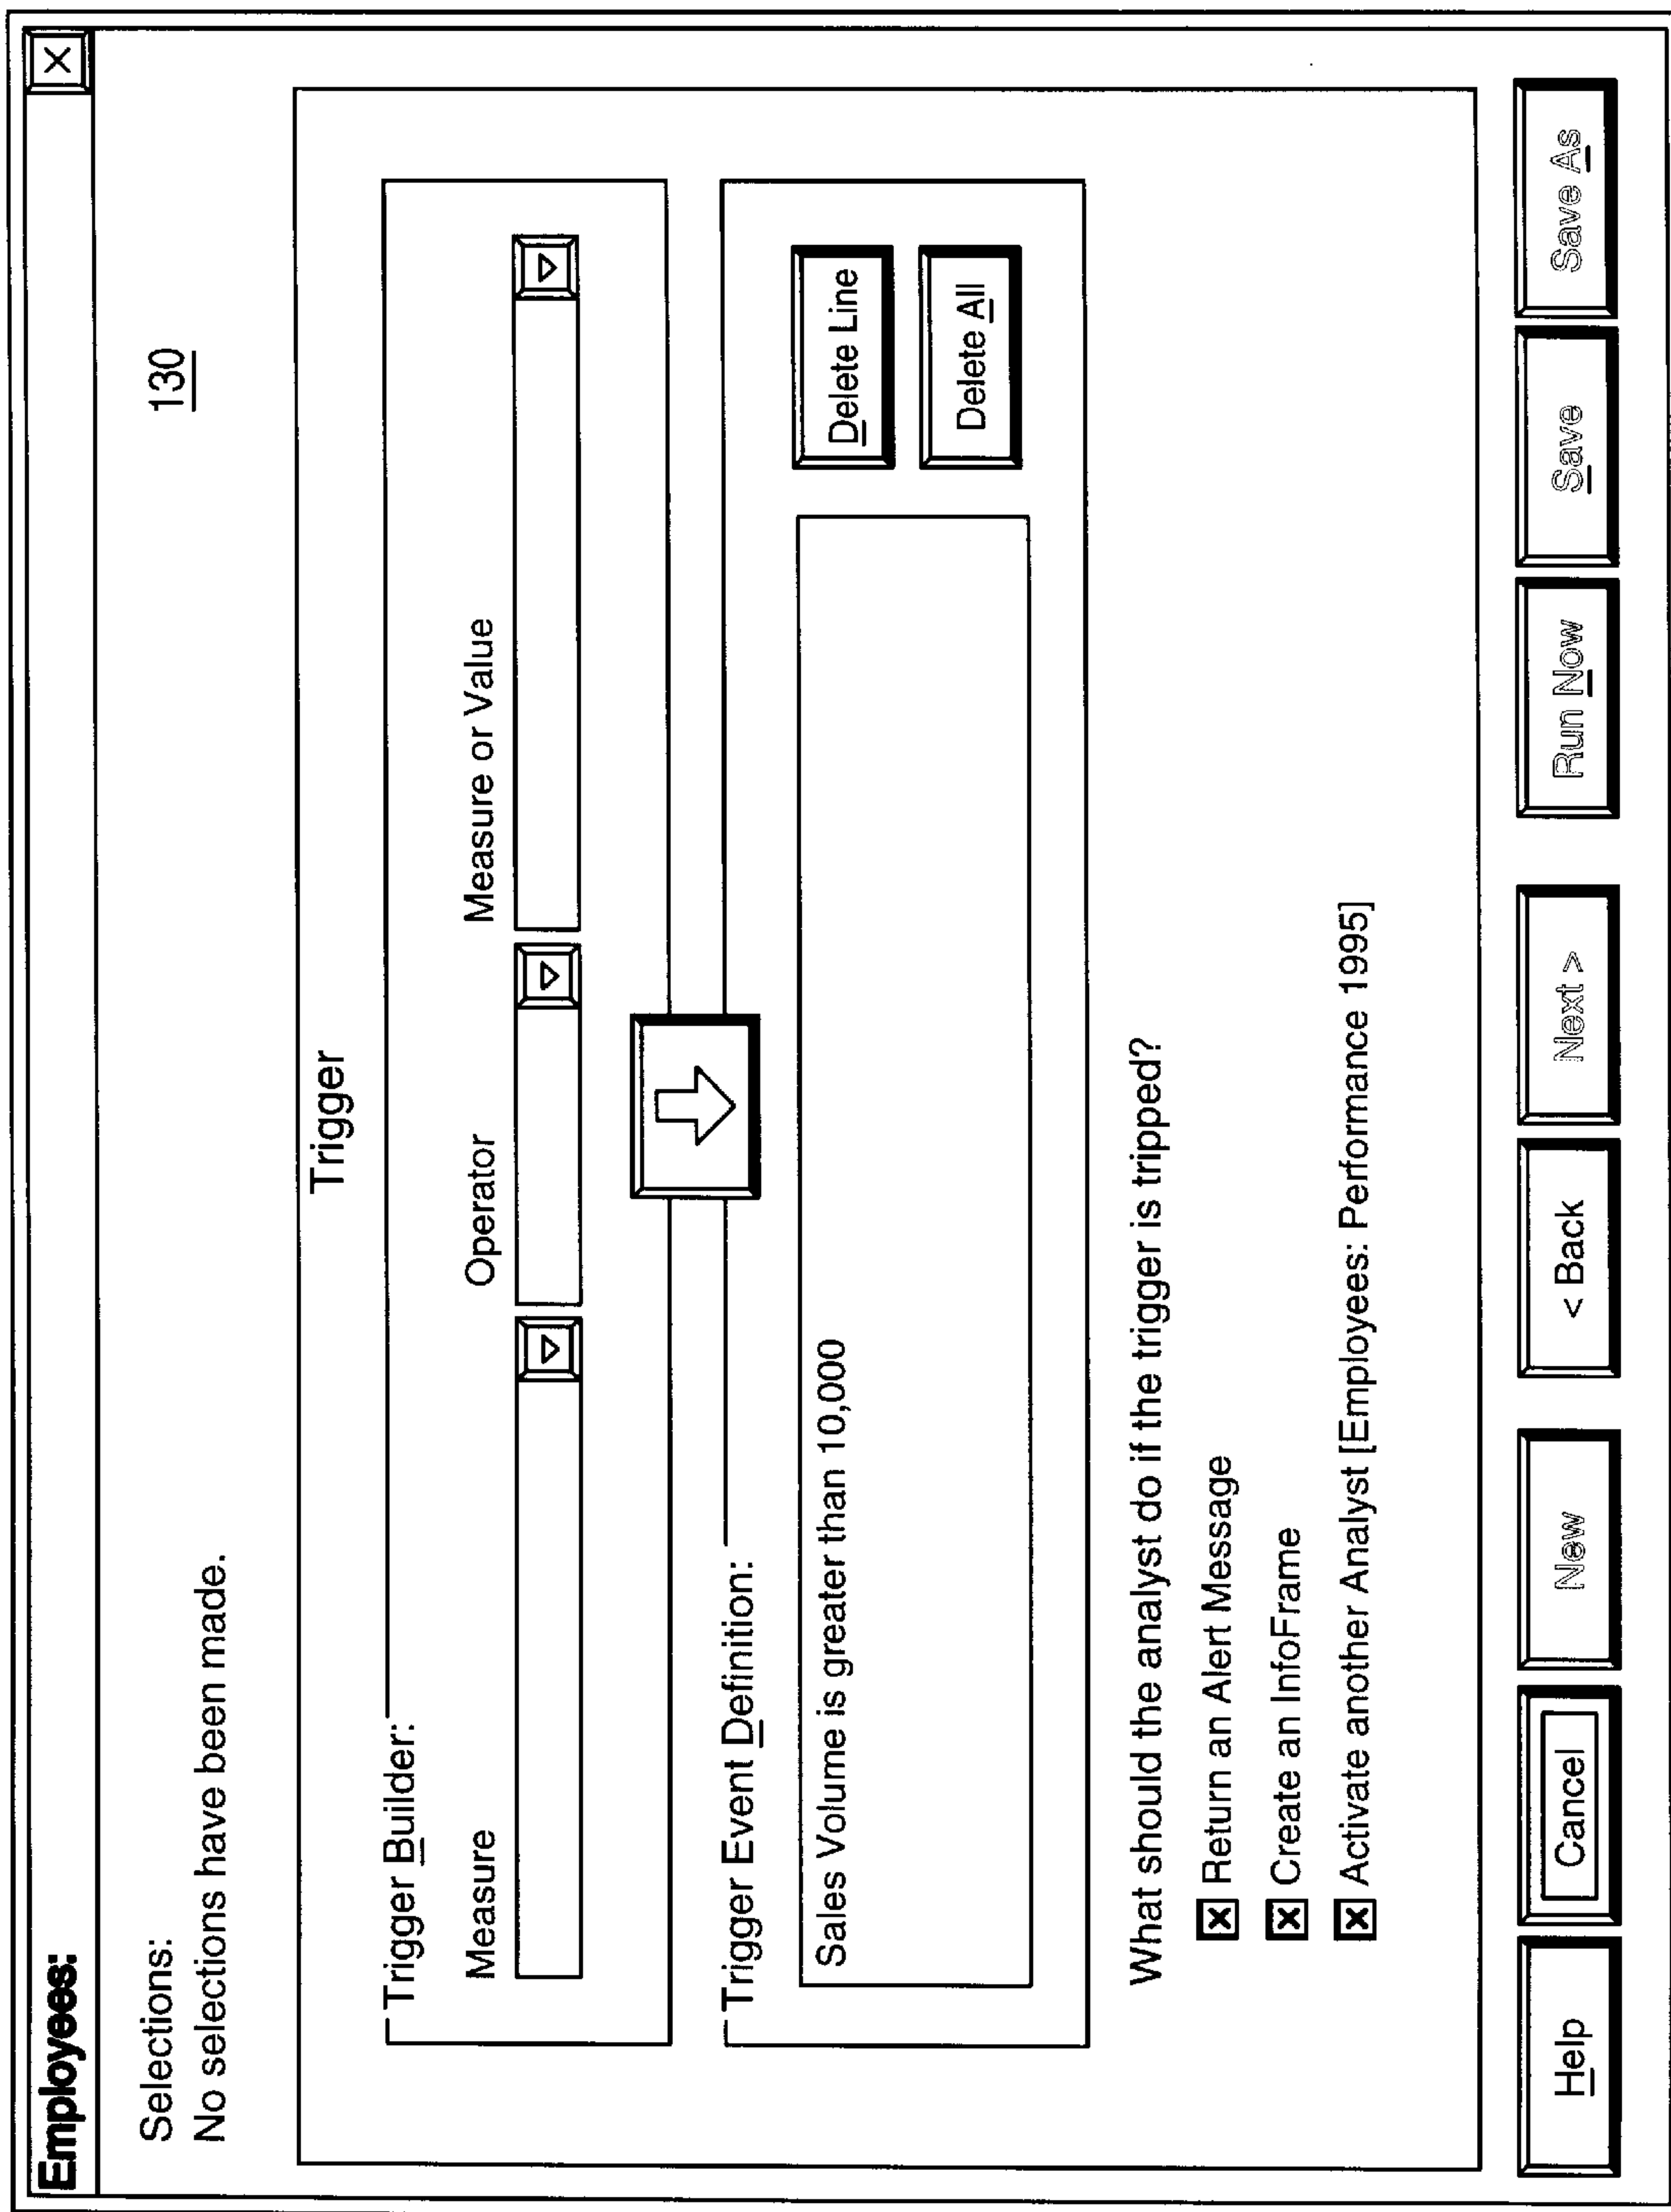 Employees:
X
Selections:
130
No selections have been made.
Trigger
Trigger Builder:
Measure Operator Measure or Value
Trigger Event Definition:
Sales Volume is greater than 10,000
Delete Line
Delete All
What should the analyst do if the trigger is tripped?
Return an Alert Message
Create an InfoFrame
Activate another Analyst [Employees: Performance 1995]
Help Cancel New < Back Next > Run Now Save Save As